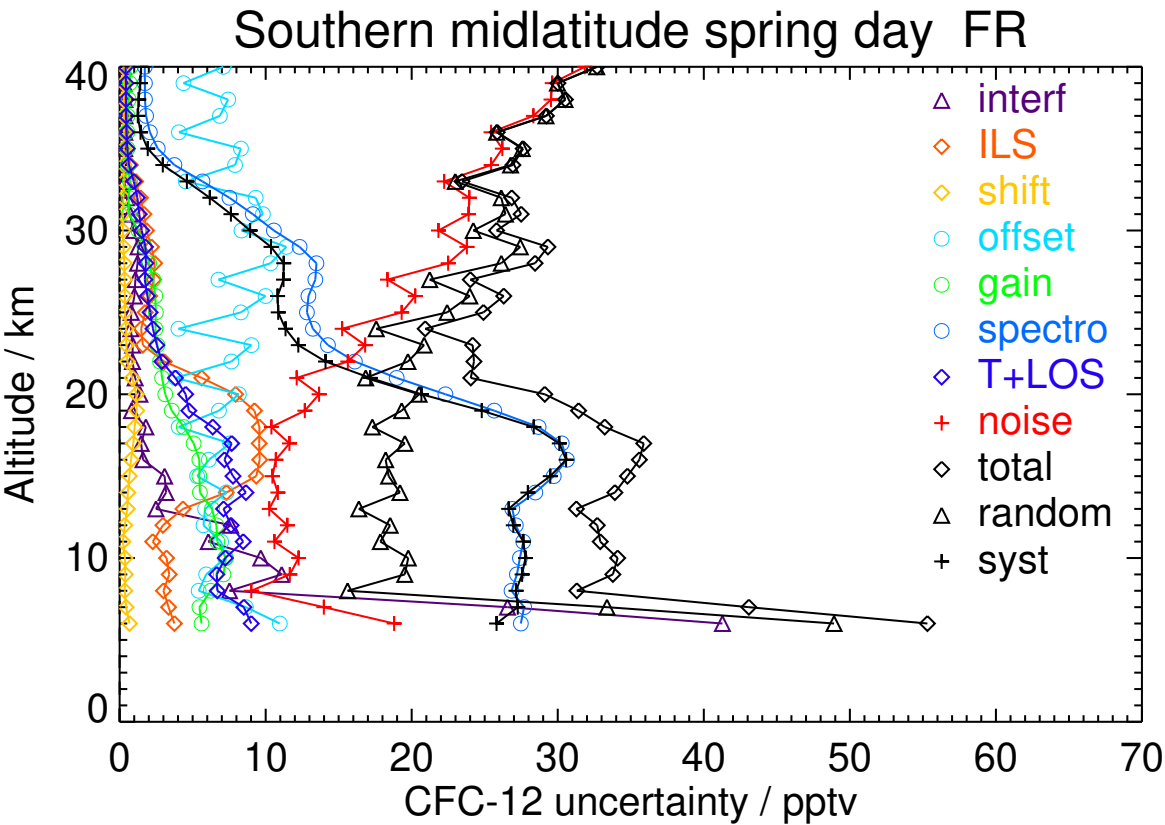 Southern midlatitude spring day  FR
40
30
20
10
0
Altitude / km
interf
ILS
shift
offset
gain
spectro
T+LOS
noise
total
random
syst
0 10 20 30 40 50 60 70
CFC-12 uncertainty / pptv